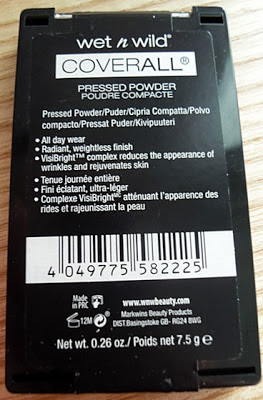 wet n wild®
COVERALL®
PRESSED POWDER
POUDRE COMPACTE
Pressed Powder/Puder/Cipria Compatta/Polvo
compacto/Pressat Puder/Kivipuuteri
• All day wear
• Radiant, weightless finish
• VisiBright™ complex reduces the appearance of
wrinkles and rejuvenates skin
• Tenue journée entière
• Fini éclatant, ultra-léger
• Complexe VisiBright™ atténuant l'apparence des
rides et rajeunissant la peau
4 049775 582225
Made in
PRC
12M
www.wnwbeauty.com
Markwins Beauty Products
DIST.Basingstoke GB- RG24 8WG
Net wt. 0.26 oz./ Poids net 7.5 g e